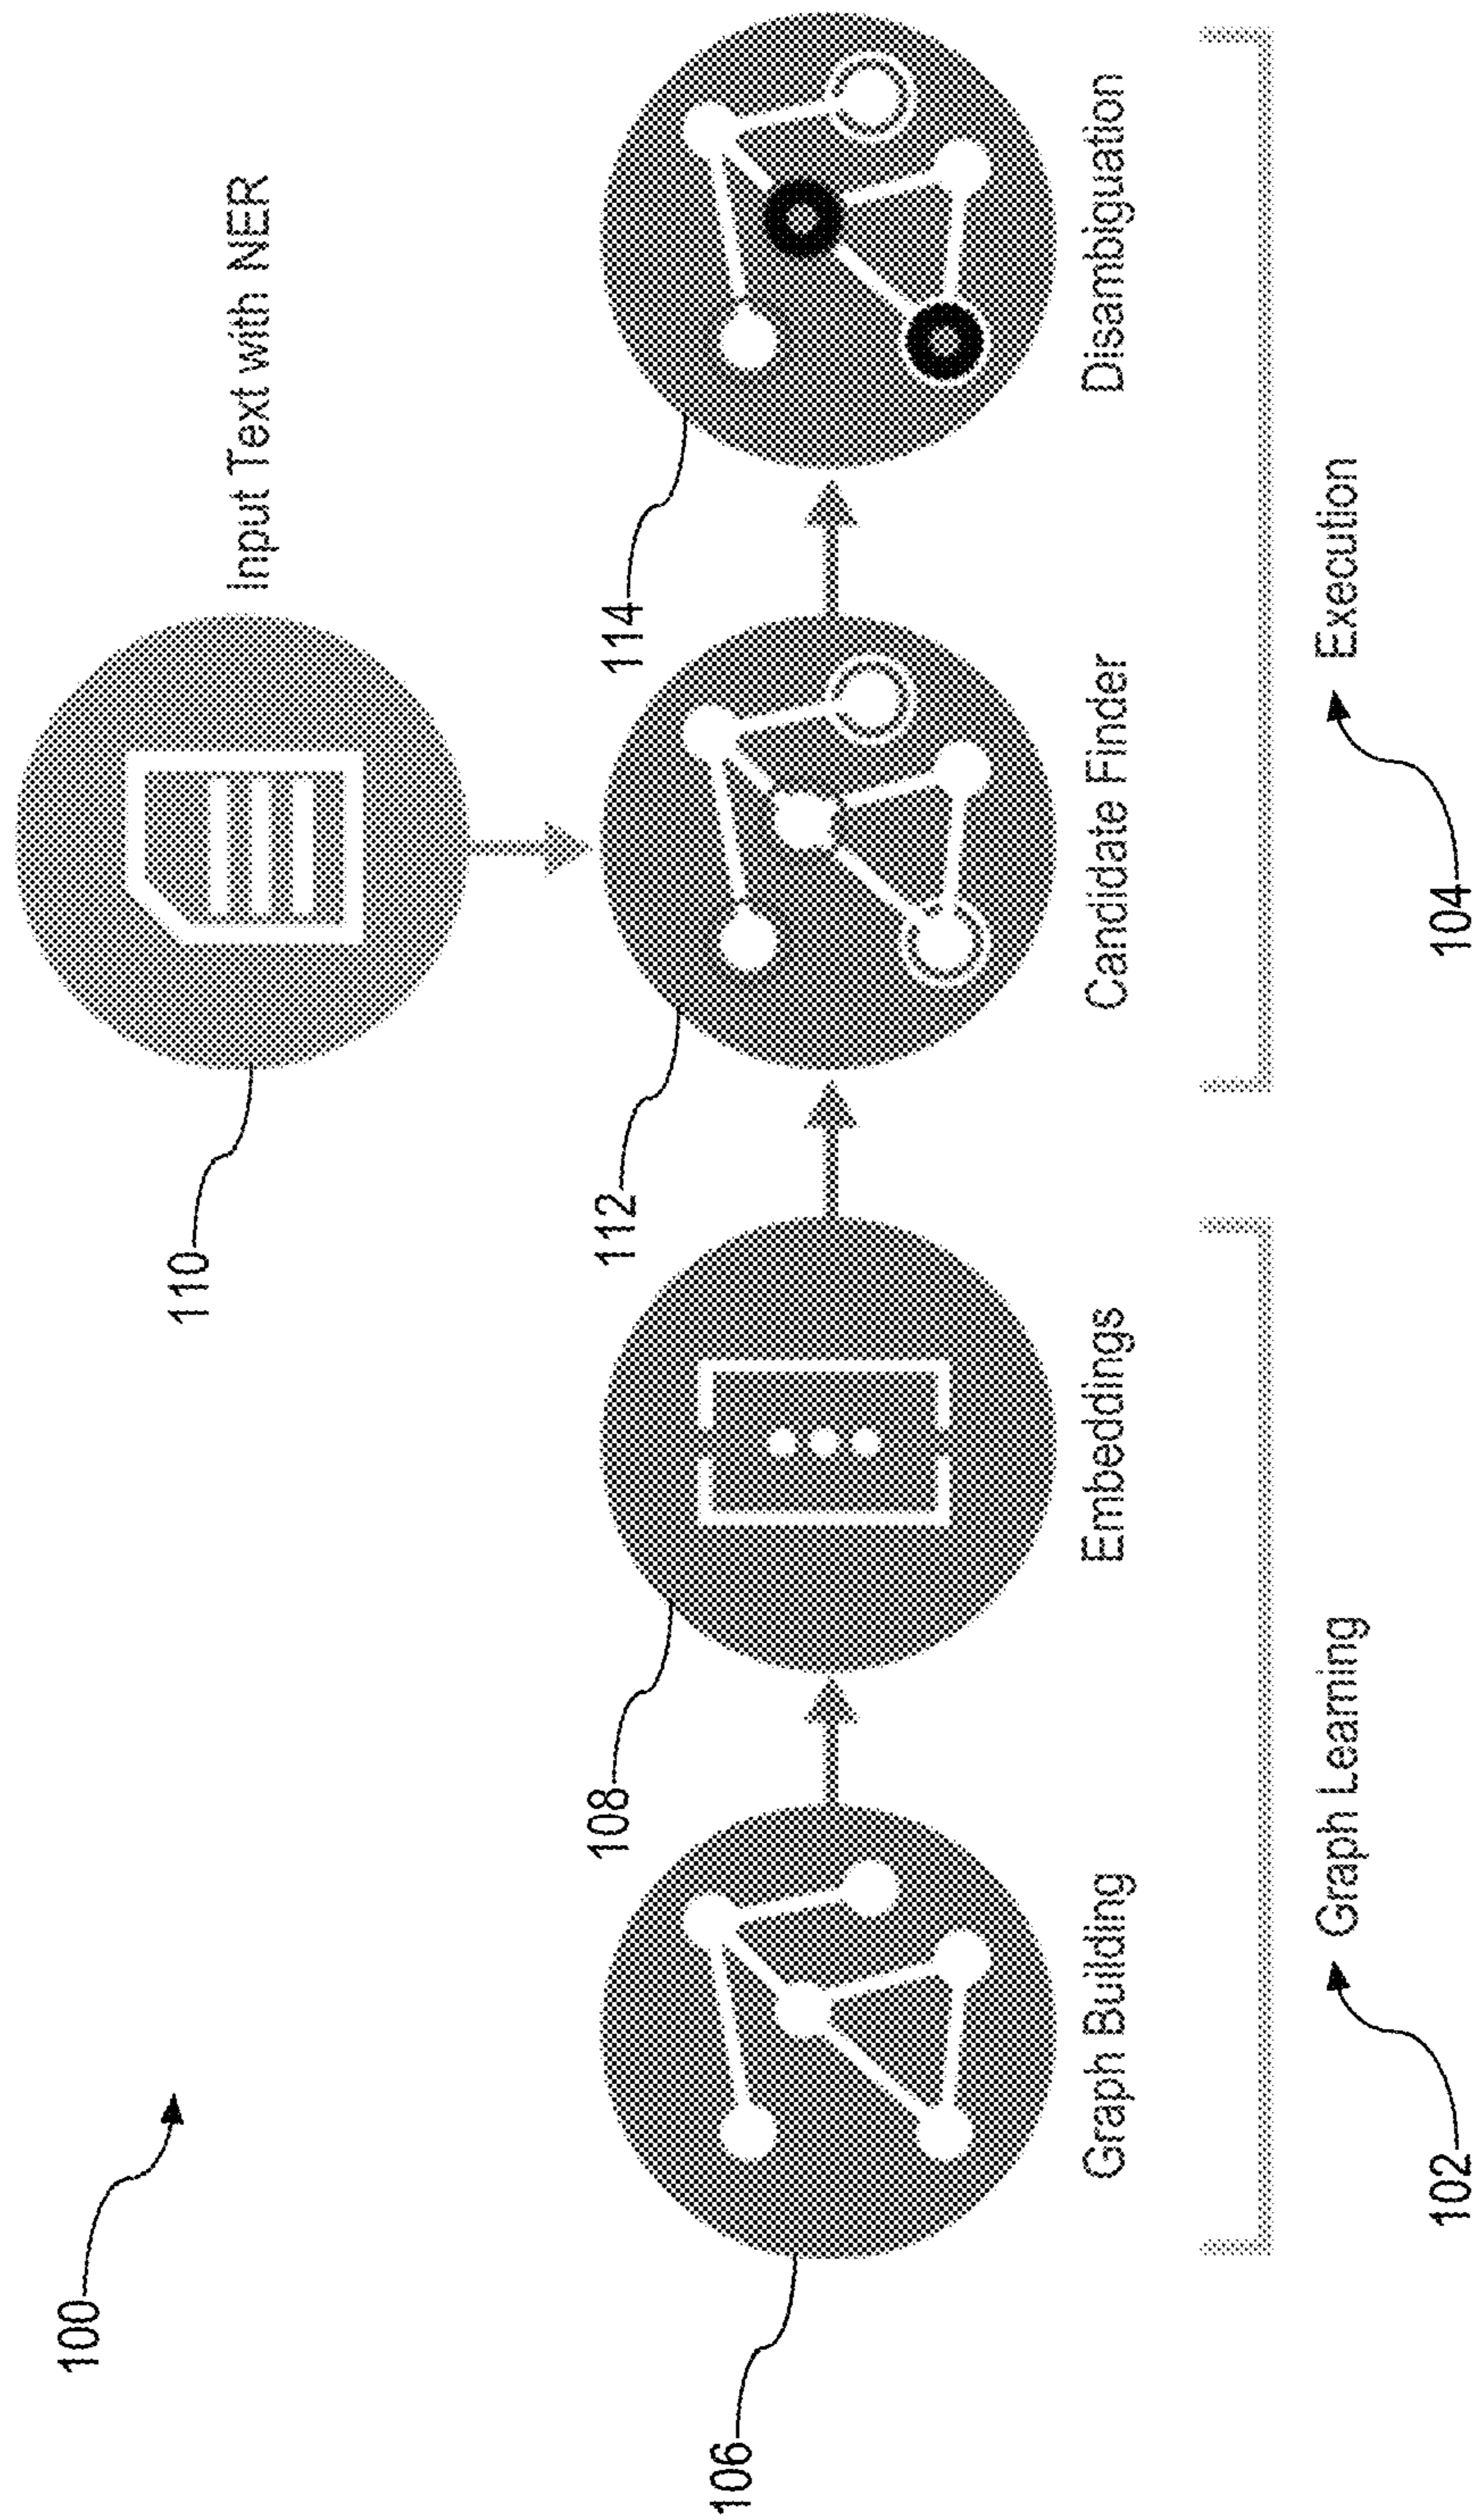 100
110
Input Text with NER
106
108
112
114
Graph Building
Embeddings
Candidate Finder
Disambiguation
102
Graph Learning
104
Execution